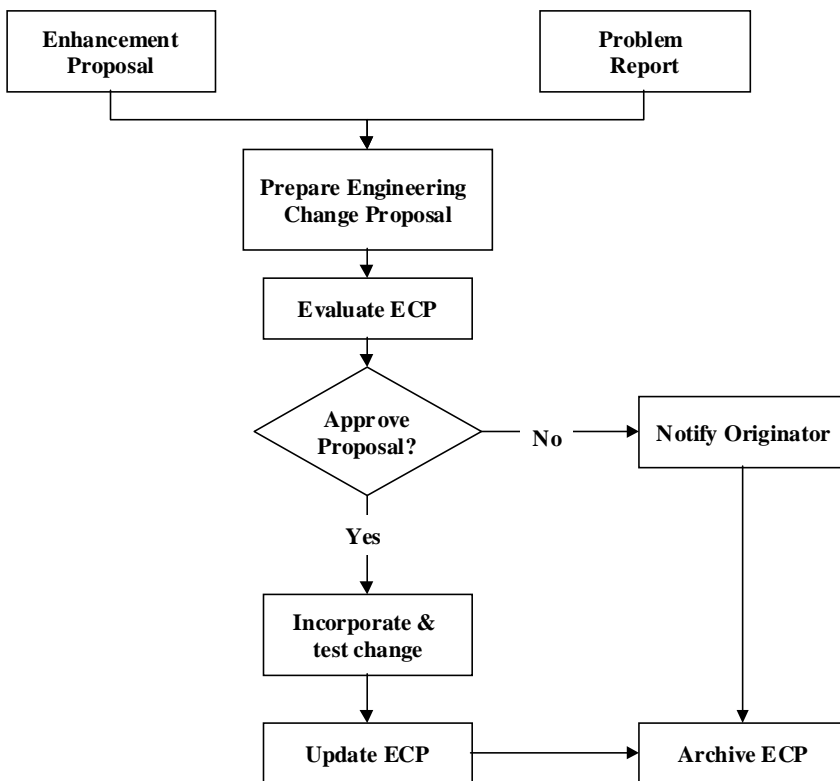 Enhancement
Proposal
Problem
Report
Prepare Engineering
Change Proposal
Evaluate ECP
Approve
Proposal?
No
Notify Originator
Yes
Incorporate &
test change
Update ECP
Archive ECP